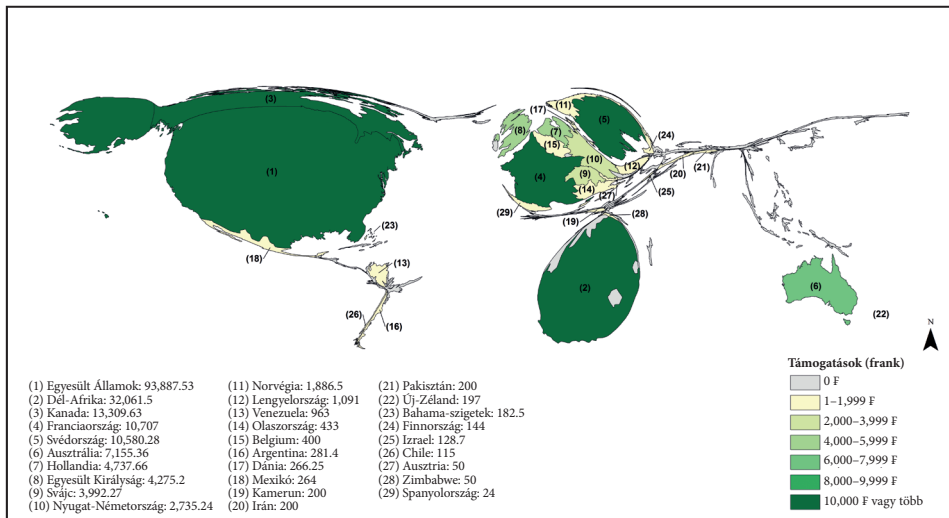 (3)
(1)
(23)
(18)
(13)
(26)
(16)
(17)
(11)
(5)
(24)
(8)
(7)
(15)
(10)
(12)
(20)
(21)
(4)
(9)
(14)
(25)
(27)
(29)
(19)
(28)
(2)
(6)
(22)
N
(1) Egyesült Államok: 93,887.53
(2) Dél-Afrika: 32,061.5
(3) Kanada: 13,309.63
(4) Franciaország: 10,707
(5) Svédország: 10,580.28
(6) Ausztrália: 7,155.36
(7) Hollandia: 4,737.66
(8) Egyesült Királyság: 4,275.2
(9) Svájc: 3,992.27
(10) Nyugat-Németország: 2,735.24
(11) Norvégia: 1,886.5
(12) Lengyelország: 1,091
(13) Venezuela: 963
(14) Olaszország: 433
(15) Belgium: 400
(16) Argentina: 281.4
(17) Dánia: 266.25
(18) Mexikó: 264
(19) Kamerun: 200
(20) Irán: 200
(21) Pakisztán: 200
(22) Új-Zéland: 197
(23) Bahama-szigetek: 182.5
(24) Finnország: 144
(25) Izrael: 128.7
(26) Chile: 115
(27) Ausztria: 50
(28) Zimbabwe: 50
(29) Spanyolország: 24
Támogatások (frank)
0 ₣
1–1,999 ₣
2,000–3,999 ₣
4,000–5,999 ₣
6,000–7,999 ₣
8,000–9,999 ₣
10,000 ₣ vagy több